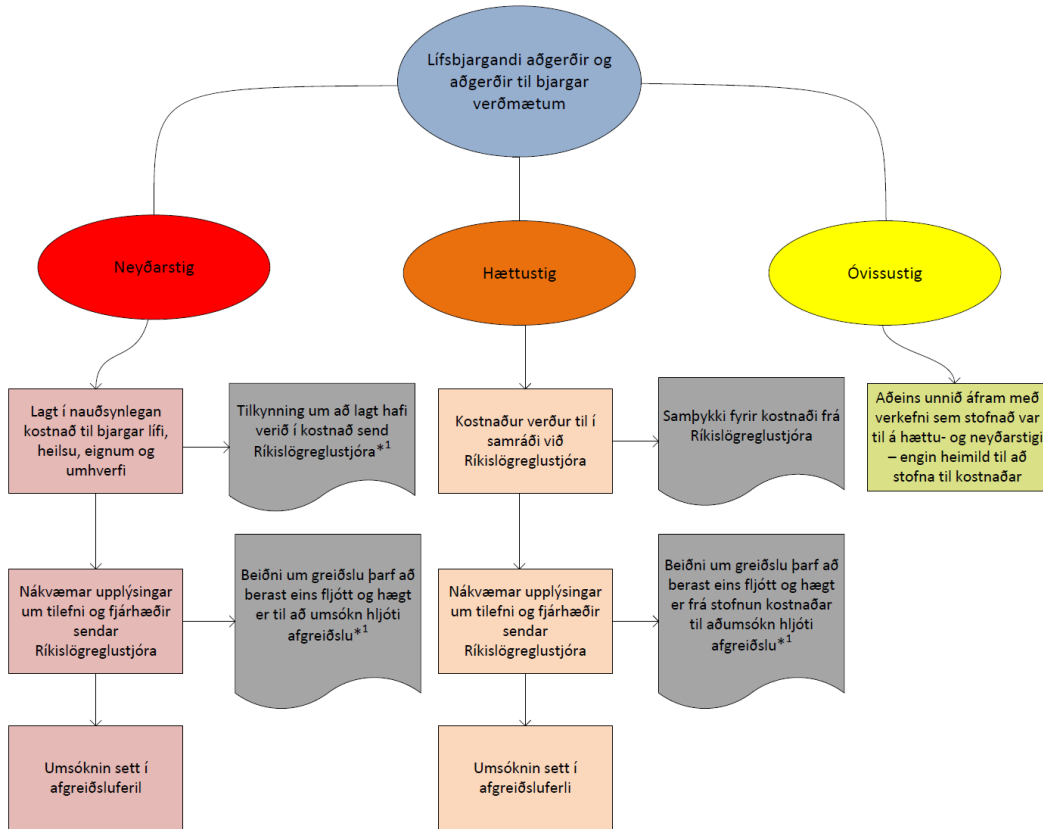 Lífsbjargandi aðgerðir og
aðgerðir til bjargar
verðmætum
Neyðarstig
Hættustig
Óvissustig
Lagt í nauðsynlegan
kostnað til bjargar lífi,
heilsu, eignum og
umhverfi
Tilkynning um að lagt hafi
verið í kostnað send
Ríkislögreglustjóra*1
Kostnaður verður til í
samráði við
Ríkislögreglustjóra
Samþykki fyrir kostnaði frá
Ríkislögreglustjóra
Aðeins unnið áfram með
verkefni sem stofnað var
til á hættu- og neyðarstigi
– engin heimild til að
stofna til kostnaðar
Nákvæmar upplýsingar
um tilefni og fjárhæðir
sendar
Ríkislögreglustjóra
Beiðni um greiðslu þarf að
berast eins fljótt og hægt
er til að umsókn hljóti
afgreiðslu*1
Nákvæmar upplýsingar
um tilefni og fjárhæðir
sendar
Ríkislögreglustjóra
Beiðni um greiðslu þarf að
berast eins fljótt og hægt
er frá stofnun kostnaðar
til aðumsókn hljóti
afgreiðslu*1
Umsóknin sett í
afgreiðsluferil
Umsóknin sett í
afgreiðsluferli